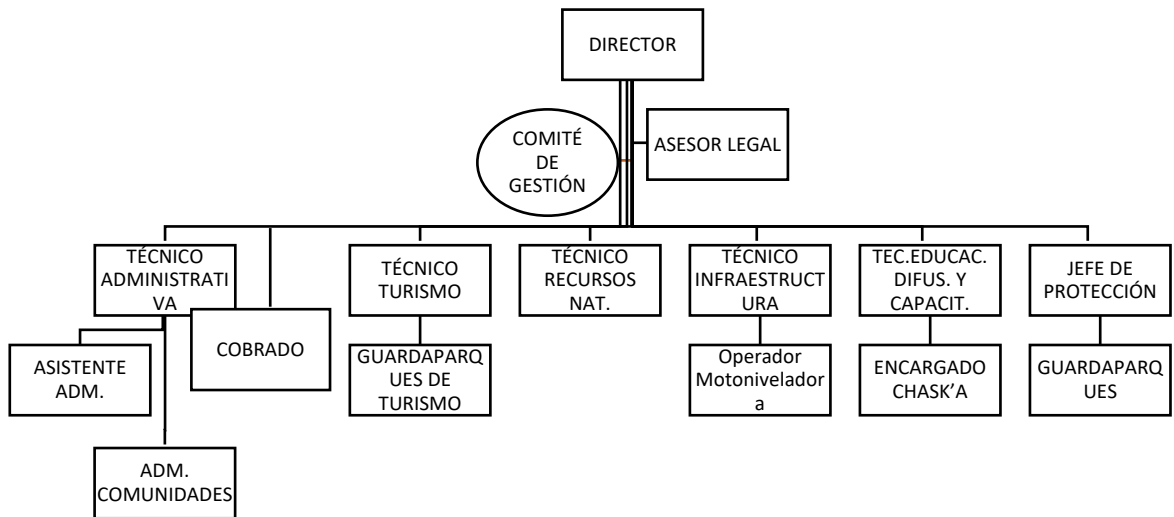 DIRECTOR
COMITÉ
DE
GESTIÓN
ASESOR LEGAL
TÉCNICO
ADMINISTRATI
VA
TÉCNICO
TURISMO
TÉCNICO
RECURSOS
NAT.
TÉCNICO
INFRAESTRUCT
URA
TEC.EDUCAC.
DIFUS. Y
CAPACIT.
JEFE DE
PROTECCIÓN
COBRADO
ASISTENTE
ADM.
GUARDAPARQ
UES DE
TURISMO
Operador
Motonivelador
a
ENCARGADO
CHASK’A
GUARDAPARQ
UES
ADM.
COMUNIDADES